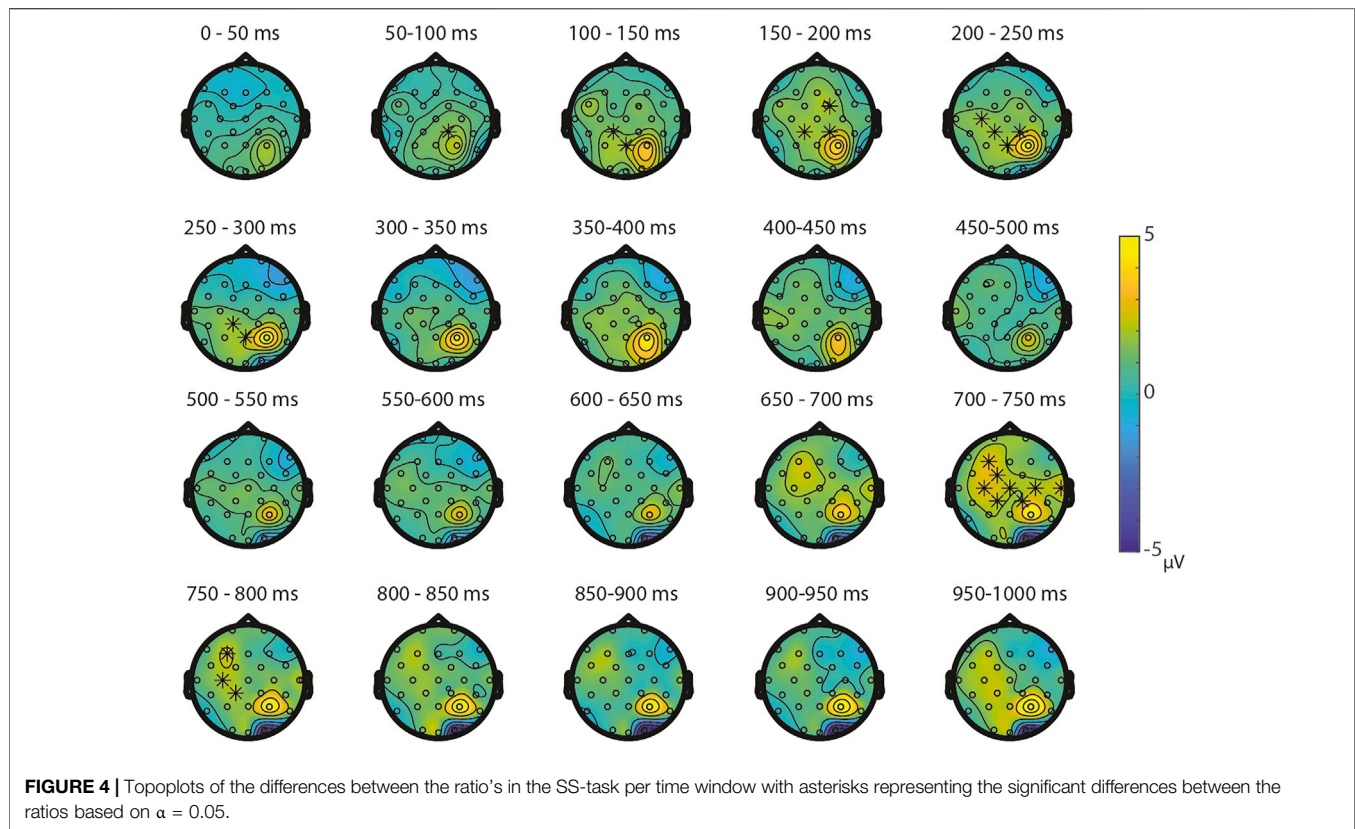 0 - 50 ms
50-100 ms
100 - 150 ms
150 - 200 ms
200 - 250 ms
250 - 300 ms
300 - 350 ms
350-400 ms
400-450 ms
450-500 ms
5
0
-5
µV
500 - 550 ms
550-600 ms
600 - 650 ms
650 - 700 ms
700 - 750 ms
750 - 800 ms
800 - 850 ms
850-900 ms
900-950 ms
950-1000 ms
FIGURE 4 | Topoplots of the differences between the ratio's in the SS-task per time window with asterisks representing the significant differences between the
ratios based on α = 0.05.